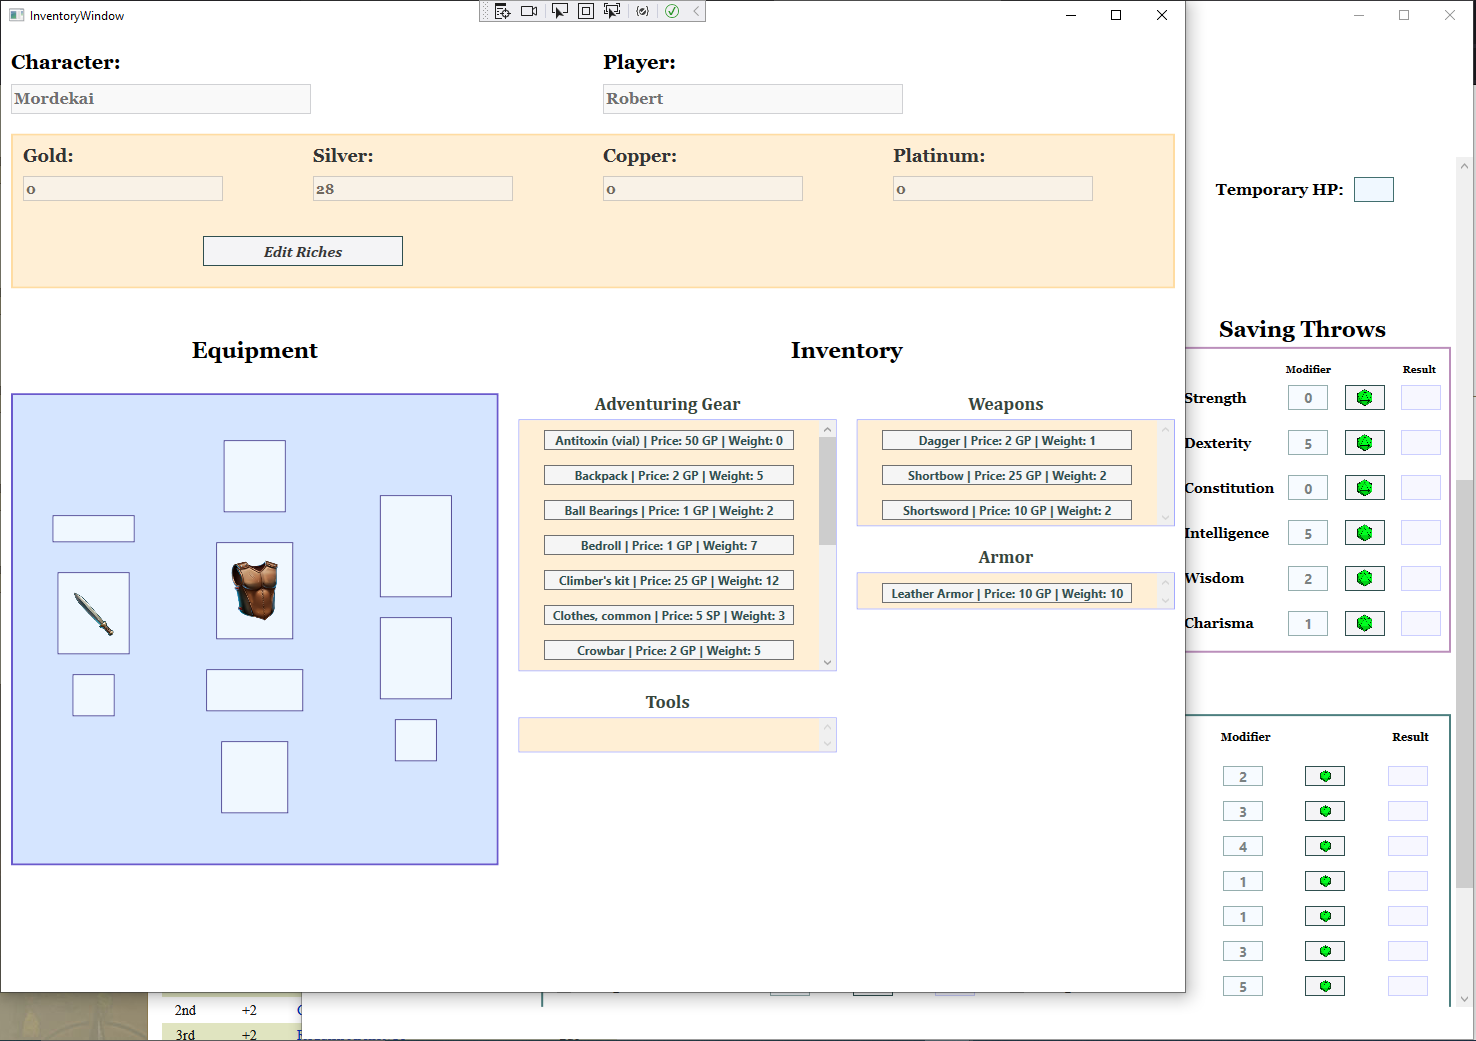 InventoryWindow
Character:
Player:
Mordekai
Robert
Gold:
Silver:
Copper:
Platinum:
0
28
0
0
Edit Riches
Equipment
Inventory
Adventuring Gear
Antitoxin (vial) | Price: 50 GP | Weight: 0
Backpack | Price: 2 GP | Weight: 5
Ball Bearings | Price: 1 GP | Weight: 2
Bedroll | Price: 1 GP | Weight: 7
Climber's kit | Price: 25 GP | Weight: 12
Clothes, common | Price: 5 SP | Weight: 3
Crowbar | Price: 2 GP | Weight: 5
Tools
Weapons
Dagger | Price: 2 GP | Weight: 1
Shortbow | Price: 25 GP | Weight: 2
Shortsword | Price: 10 GP | Weight: 2
Armor
Leather Armor | Price: 10 GP | Weight: 10
Temporary HP:
Saving Throws
Modifier Result
Strength 0
Dexterity 5
Constitution 0
Intelligence 5
Wisdom 2
Charisma 1
Modifier Result
2
3
4
1
1
3
5
2nd +2
3rd +2